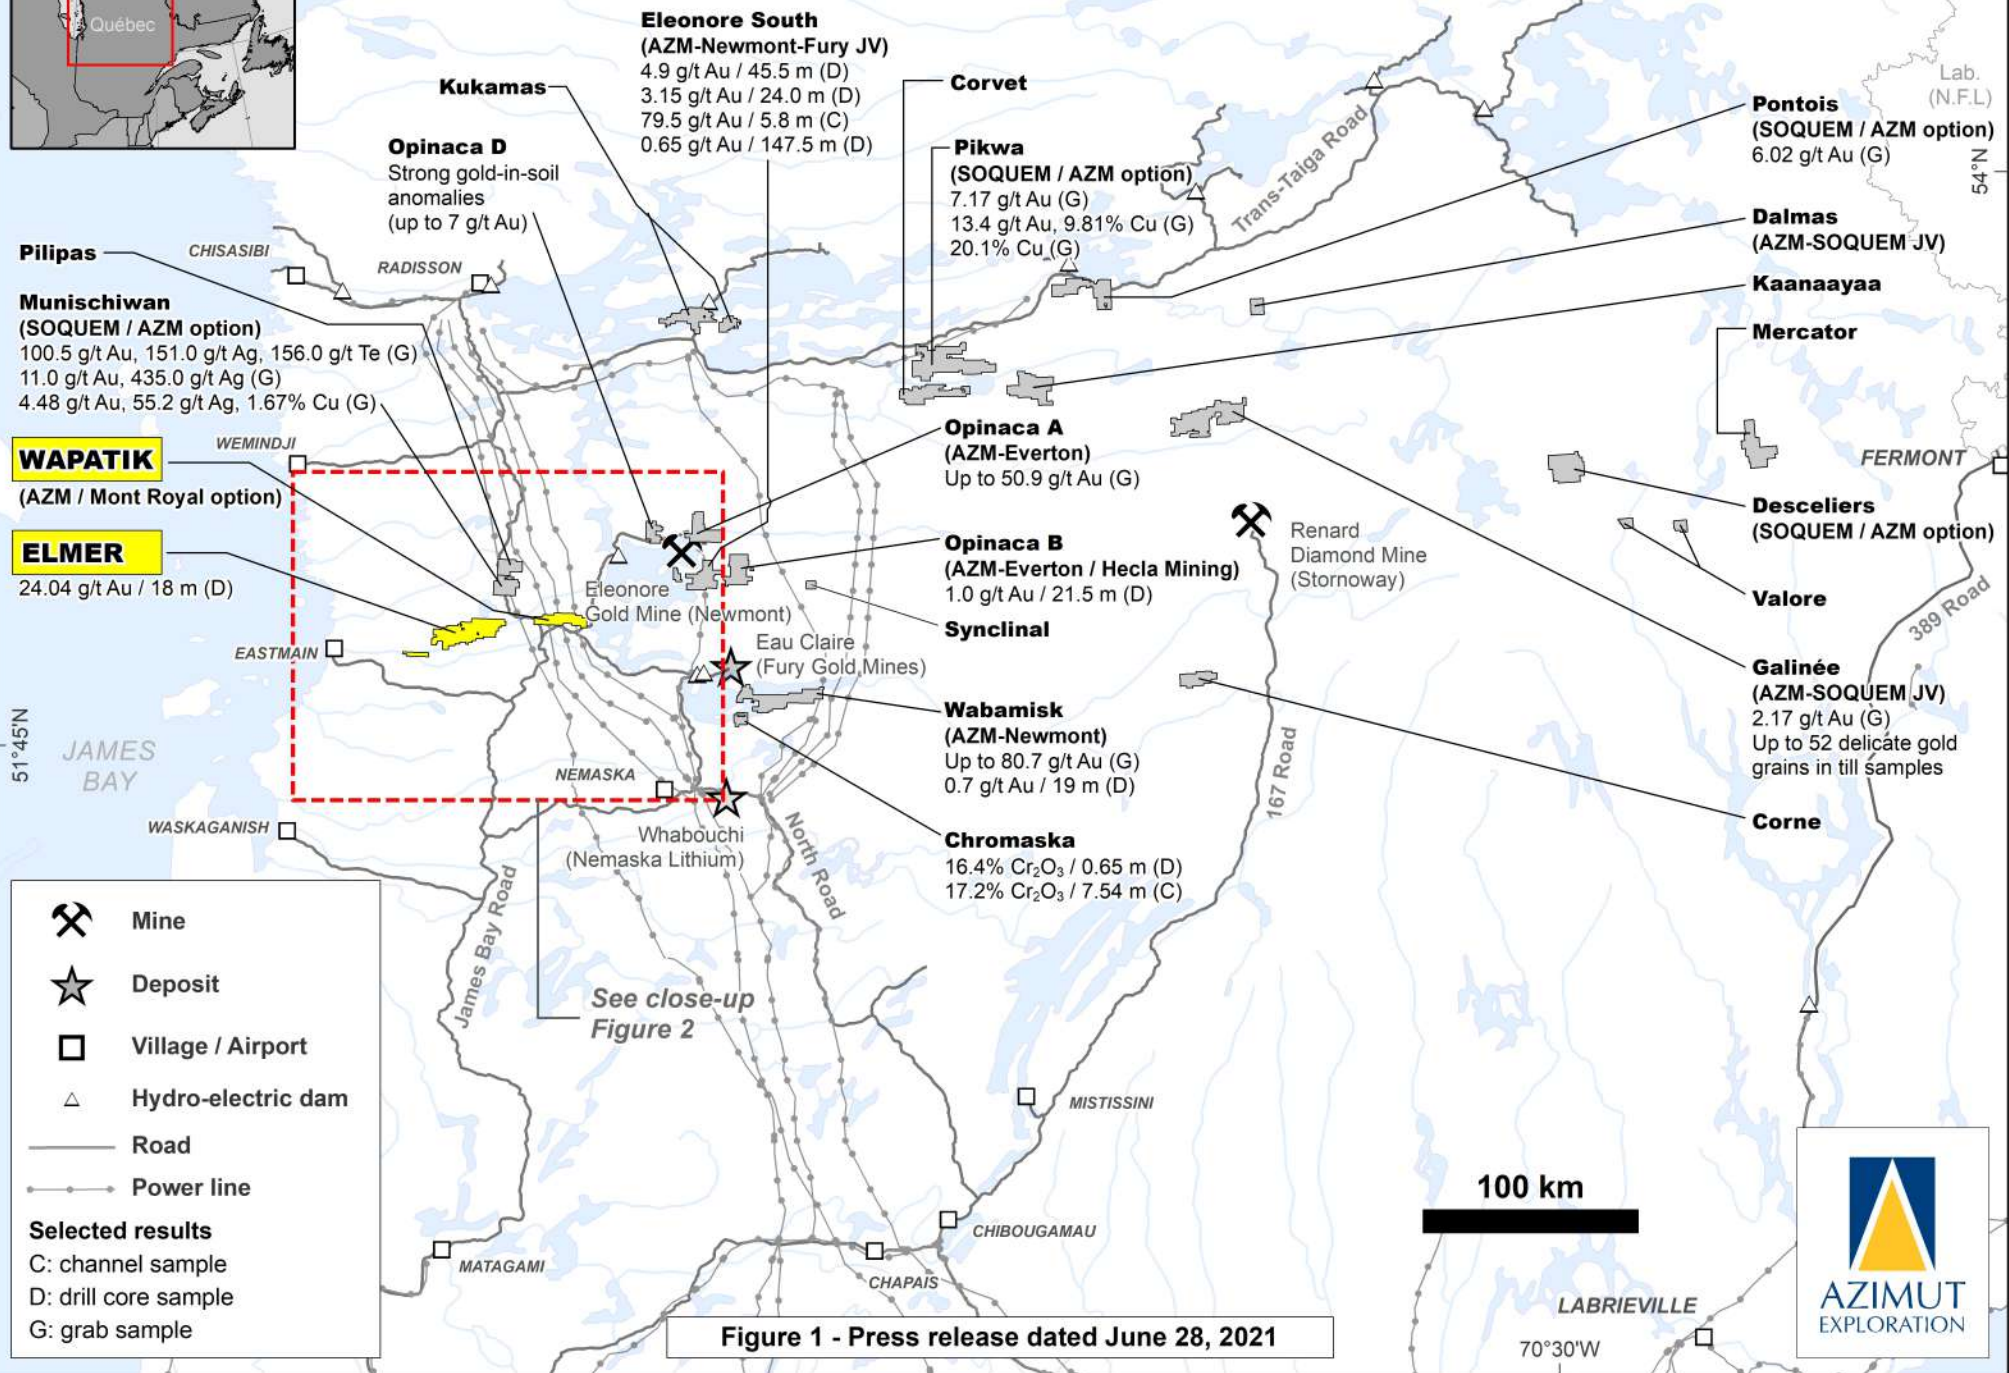 Québec
Eleonore South
(AZM-Newmont-Fury JV)
4.9 g/t Au / 45.5 m (D)
3.15 g/t Au / 24.0 m (D)
79.5 g/t Au / 5.8 m (C)
0.65 g/t Au / 147.5 m (D)
Kukamas
Opinaca D
Strong gold-in-soil
anomalies
(up to 7 g/t Au)
Corvet
Pikwa
(SOQUEM / AZM option)
7.17 g/t Au (G)
13.4 g/t Au, 9.81% Cu (G)
20.1% Cu (G)
Trans-Taiga Road
Lab.
(N.F.L)
Pontois
(SOQUEM / AZM option)
6.02 g/t Au (G)
54°N
Dalmas
(AZM-SOQUEM JV)
Kaanaayaa
Mercator
Pilipas
CHISASIBI
RADISSON
Munischiwan
(SOQUEM / AZM option)
100.5 g/t Au, 151.0 g/t Ag, 156.0 g/t Te (G)
11.0 g/t Au, 435.0 g/t Ag (G)
4.48 g/t Au, 55.2 g/t Ag, 1.67% Cu (G)
WEMINDJI
WAPATIK
(AZM / Mont Royal option)
ELMER
24.04 g/t Au / 18 m (D)
Opinaca A
(AZM-Everton)
Up to 50.9 g/t Au (G)
Opinaca B
(AZM-Everton / Hecla Mining)
1.0 g/t Au / 21.5 m (D)
Synclinal
Renard
Diamond Mine
(Stornoway)
FERMONT
Desceliers
(SOQUEM / AZM option)
Valore
389 Road
Eleonore
Gold Mine (Newmont)
Eau Claire
(Fury Gold Mines)
EASTMAIN
Galinée
(AZM-SOQUEM JV)
2.17 g/t Au (G)
Up to 52 delicate gold
grains in till samples
Wabamisk
(AZM-Newmont)
Up to 80.7 g/t Au (G)
0.7 g/t Au / 19 m (D)
51°45'N
JAMES
BAY
NEMASKA
167 Road
Corne
WASKAGANISH
Whabouchi
(Nemaska Lithium)
North Road
Chromaska
16.4% Cr₂O₃ / 0.65 m (D)
17.2% Cr₂O₃ / 7.54 m (C)
James Bay Road
See close-up
Figure 2
Mine
Deposit
Village / Airport
Hydro-electric dam
Road
Power line
Selected results
C: channel sample
D: drill core sample
G: grab sample
MISTISSINI
CHIBOUGAMAU
MATAGAMI
CHAPAIS
100 km
LABRIEVILLE
70°30'W
AZIMUT
EXPLORATION
Figure 1 - Press release dated June 28, 2021